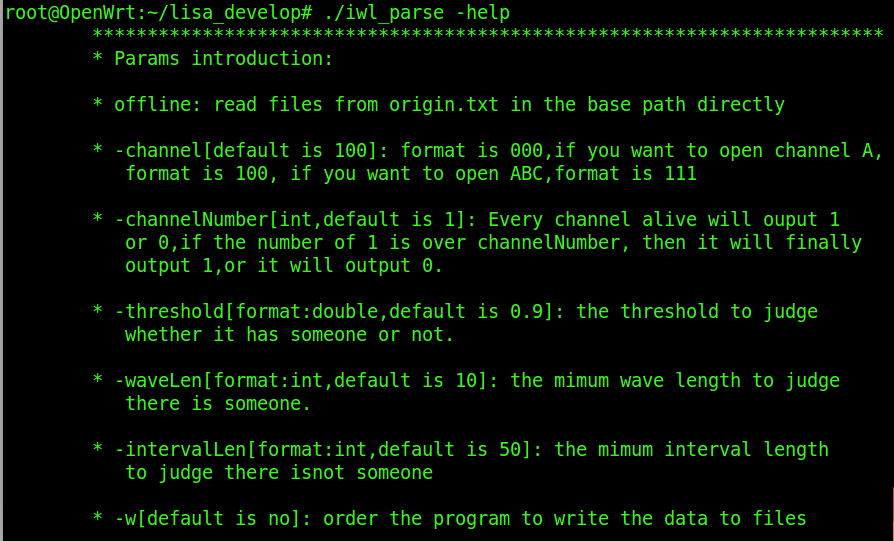 root@OpenWrt:~/lisa_develop# ./iwl_parse -help
************************************************************************
* Params introduction:
* offline: read files from origin.txt in the base path directly
* -channel[default is 100]: format is 000,if you want to open channel A,
format is 100, if you want to open ABC,format is 111
* -channelNumber[int,default is 1]: Every channel alive will ouput 1
or 0,if the number of 1 is over channelNumber, then it will finally
output 1,or it will output 0.
* -threshold[format:double,default is 0.9]: the threshold to judge
whether it has someone or not.
* -waveLen[format:int,default is 10]: the mimum wave length to judge
there is someone.
* -intervalLen[format:int,default is 50]: the mimum interval length
to judge there isnot someone
* -w[default is no]: order the program to write the data to files